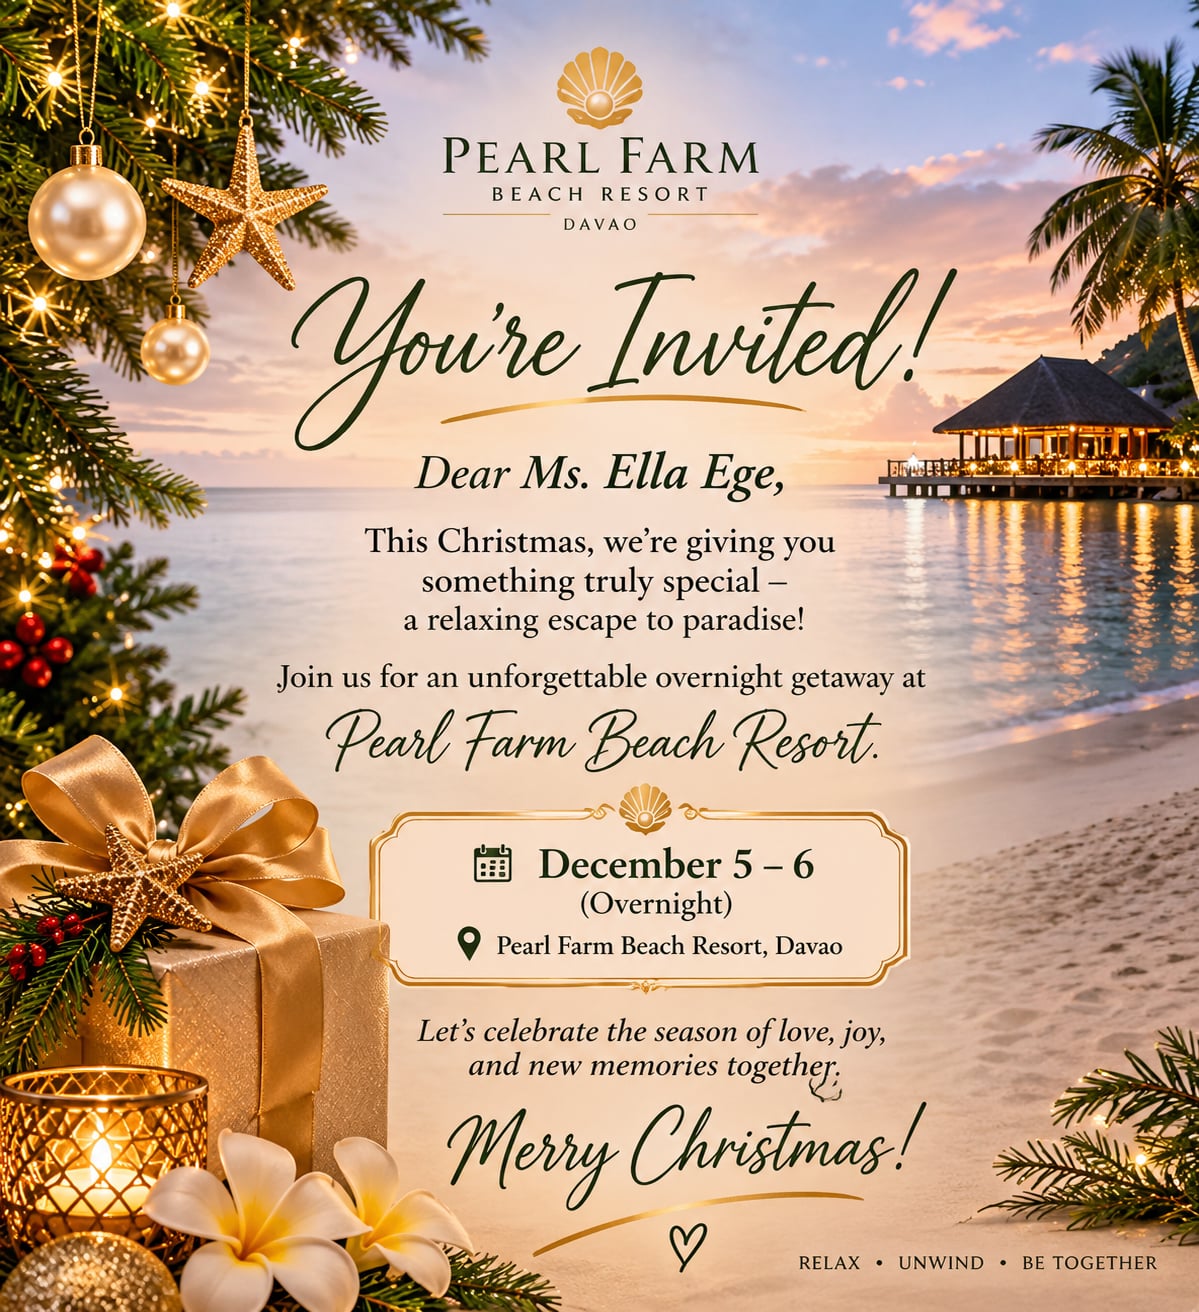 PEARL FARM
BEACH RESORT
DAVAO
You're Invited!
Dear Ms. Ella Ege,
This Christmas, we're giving you
something truly special –
a relaxing escape to paradise!
Join us for an unforgettable overnight getaway at
Pearl Farm Beach Resort.
December 5 – 6
(Overnight)
Pearl Farm Beach Resort, Davao
Let's celebrate the season of love, joy,
and new memories together.
Merry Christmas!
RELAX • UNWIND • BE TOGETHER